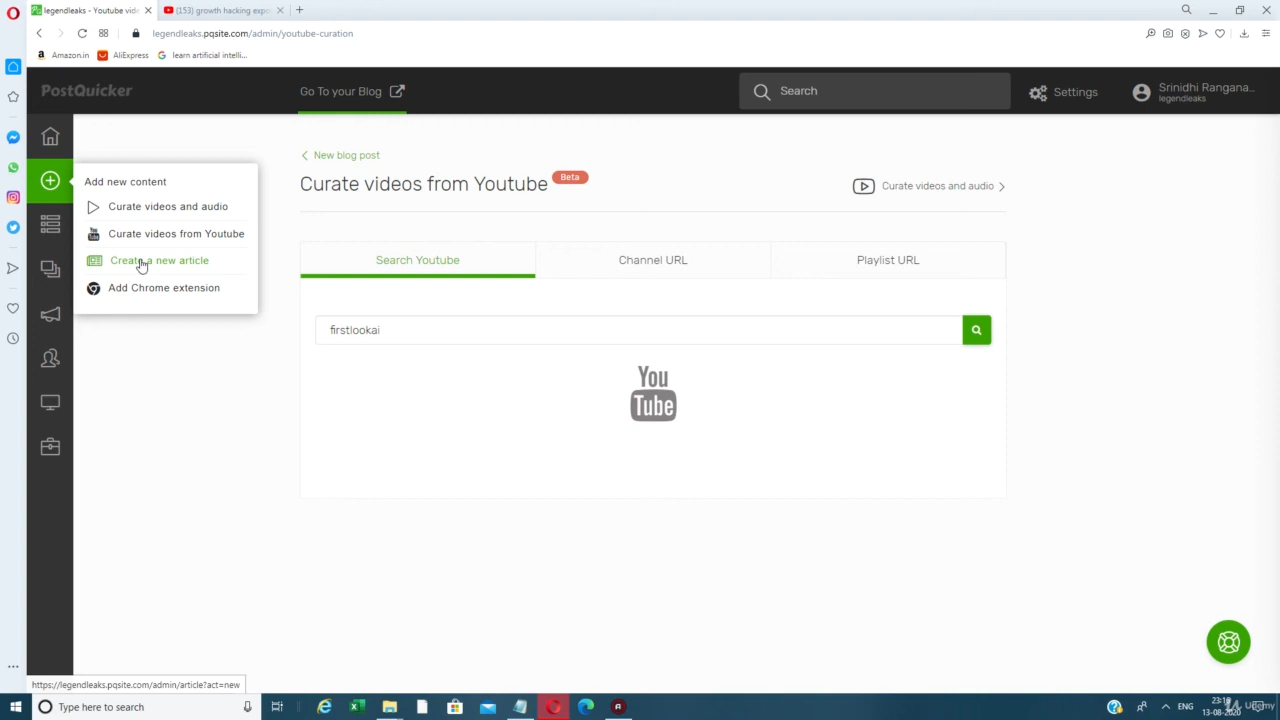 legendleaks - Youtube vide
(153) growth hacking expe
legendleaks.pqsite.com/admin/youtube-curation
a Amazon.in
AliExpress
G learn artificial intelli...
PostQuicker
Go To your Blog
Search
Settings
Srinidhi Rangana...
legendleaks
Add new content
Curate videos and audio
Curate videos from Youtube
Create a new article
Add Chrome extension
New blog post
Curate videos from Youtube
Beta
Curate videos and audio
Search Youtube
Channel URL
Playlist URL
firstlookai
You
Tube
https://legendleaks.pqsite.com/admin/article?act=new
Type here to search
13-08-2020
Udemy